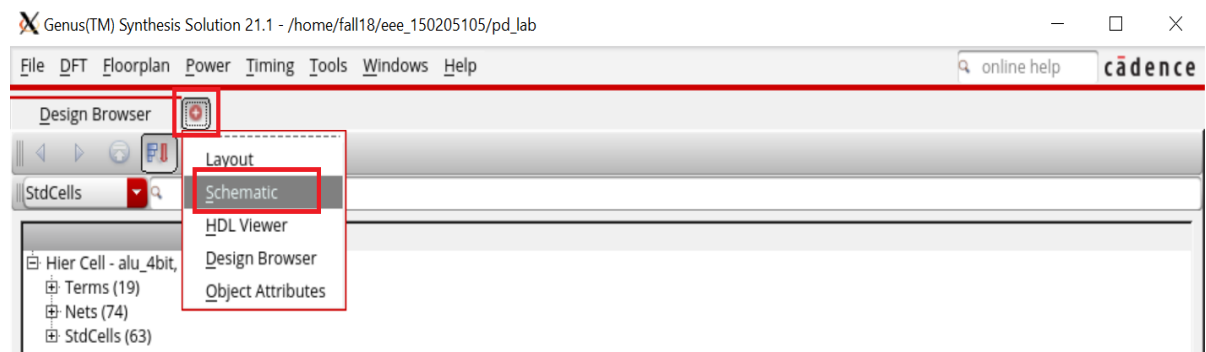 Genus(TM) Synthesis Solution 21.1 - /home/fall18/eee_150205105/pd_lab
File DFT Floorplan Power Timing Tools Windows Help online help cādence
Design Browser
Layout
StdCells Schematic
HDL Viewer
Hier Cell - alu_4bit, Design Browser
Terms (19) Object Attributes
Nets (74)
StdCells (63)